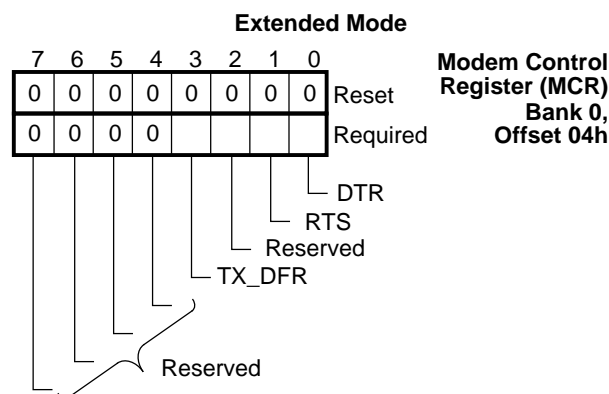 Extended Mode
7 6 5 4 3 2 1 0
0 0 0 0 0 0 0 0 Reset
0 0 0 0 Required
Modem Control
Register (MCR)
Bank 0,
Offset 04h
DTR
RTS
Reserved
TX_DFR
Reserved